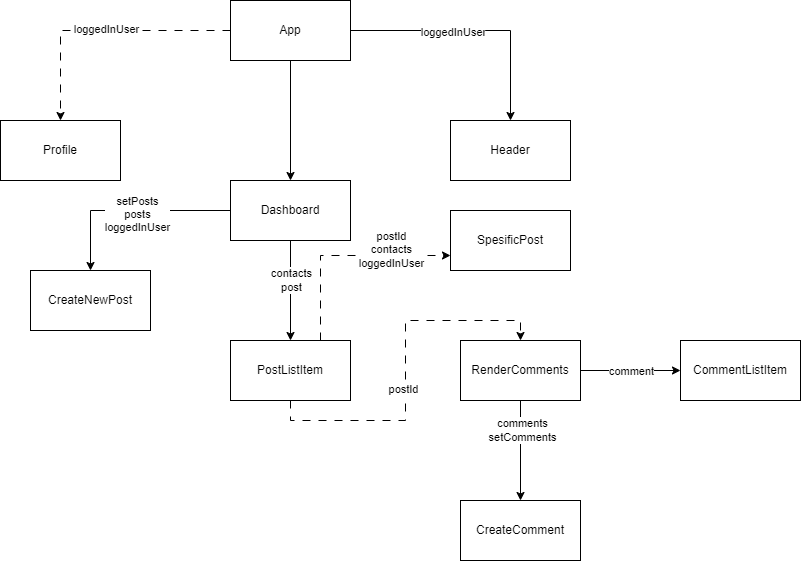 App
loggedInUser
loggedInUser
Profile
Header
Dashboard
setPosts
posts
loggedInUser
SpesificPost
postId
contacts
loggedInUser
contacts
post
CreateNewPost
PostListItem
RenderComments
comment
CommentListItem
postId
comments
setComments
CreateComment